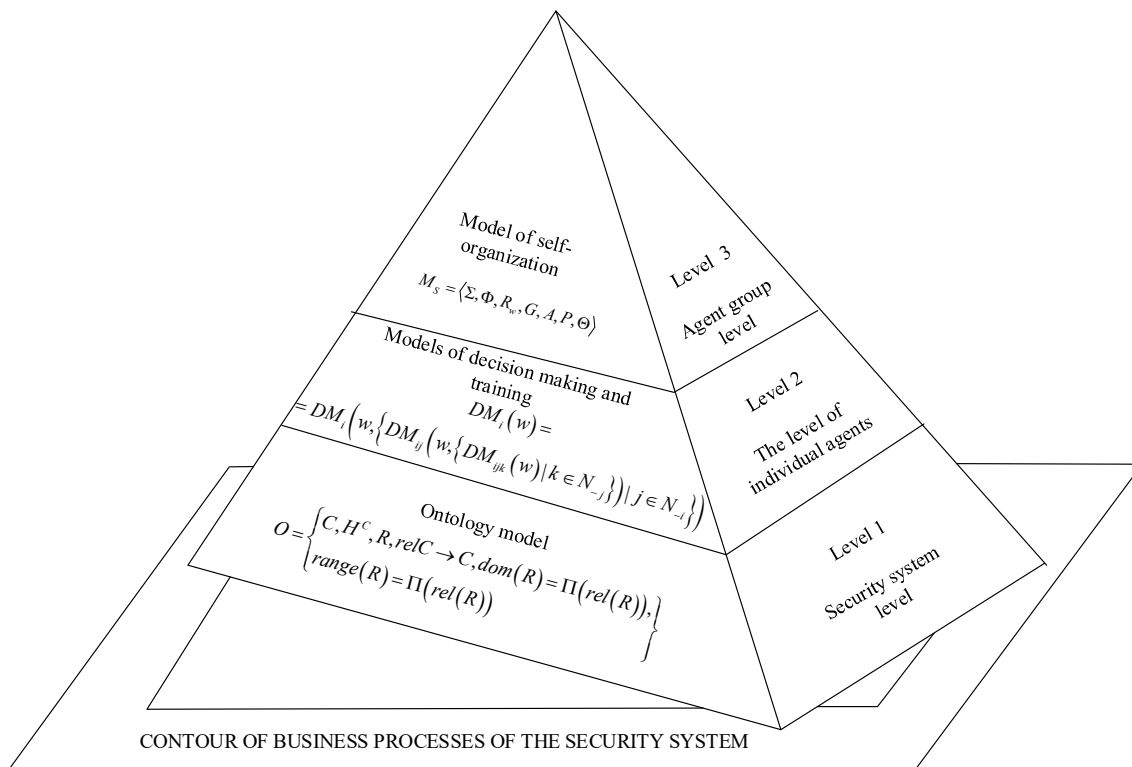 Model of self-
organization
M_S = ⟨Σ, Φ, R_w, G, A, P, Θ⟩
Level 3
Agent group
level
Models of decision making and
training
DM_i(w) =
= DM_i(w,{DM_ij(w,{DM_ijk(w) | k ∈ N_{-j}}) | j ∈ N_{-i}})
Level 2
The level of
individual agents
Ontology model
O = {C, H^C, R, relC → C, dom(R) = Π(rel(R)),
range(R) = Π(rel(R))}
Level 1
Security system
level
CONTOUR OF BUSINESS PROCESSES OF THE SECURITY SYSTEM